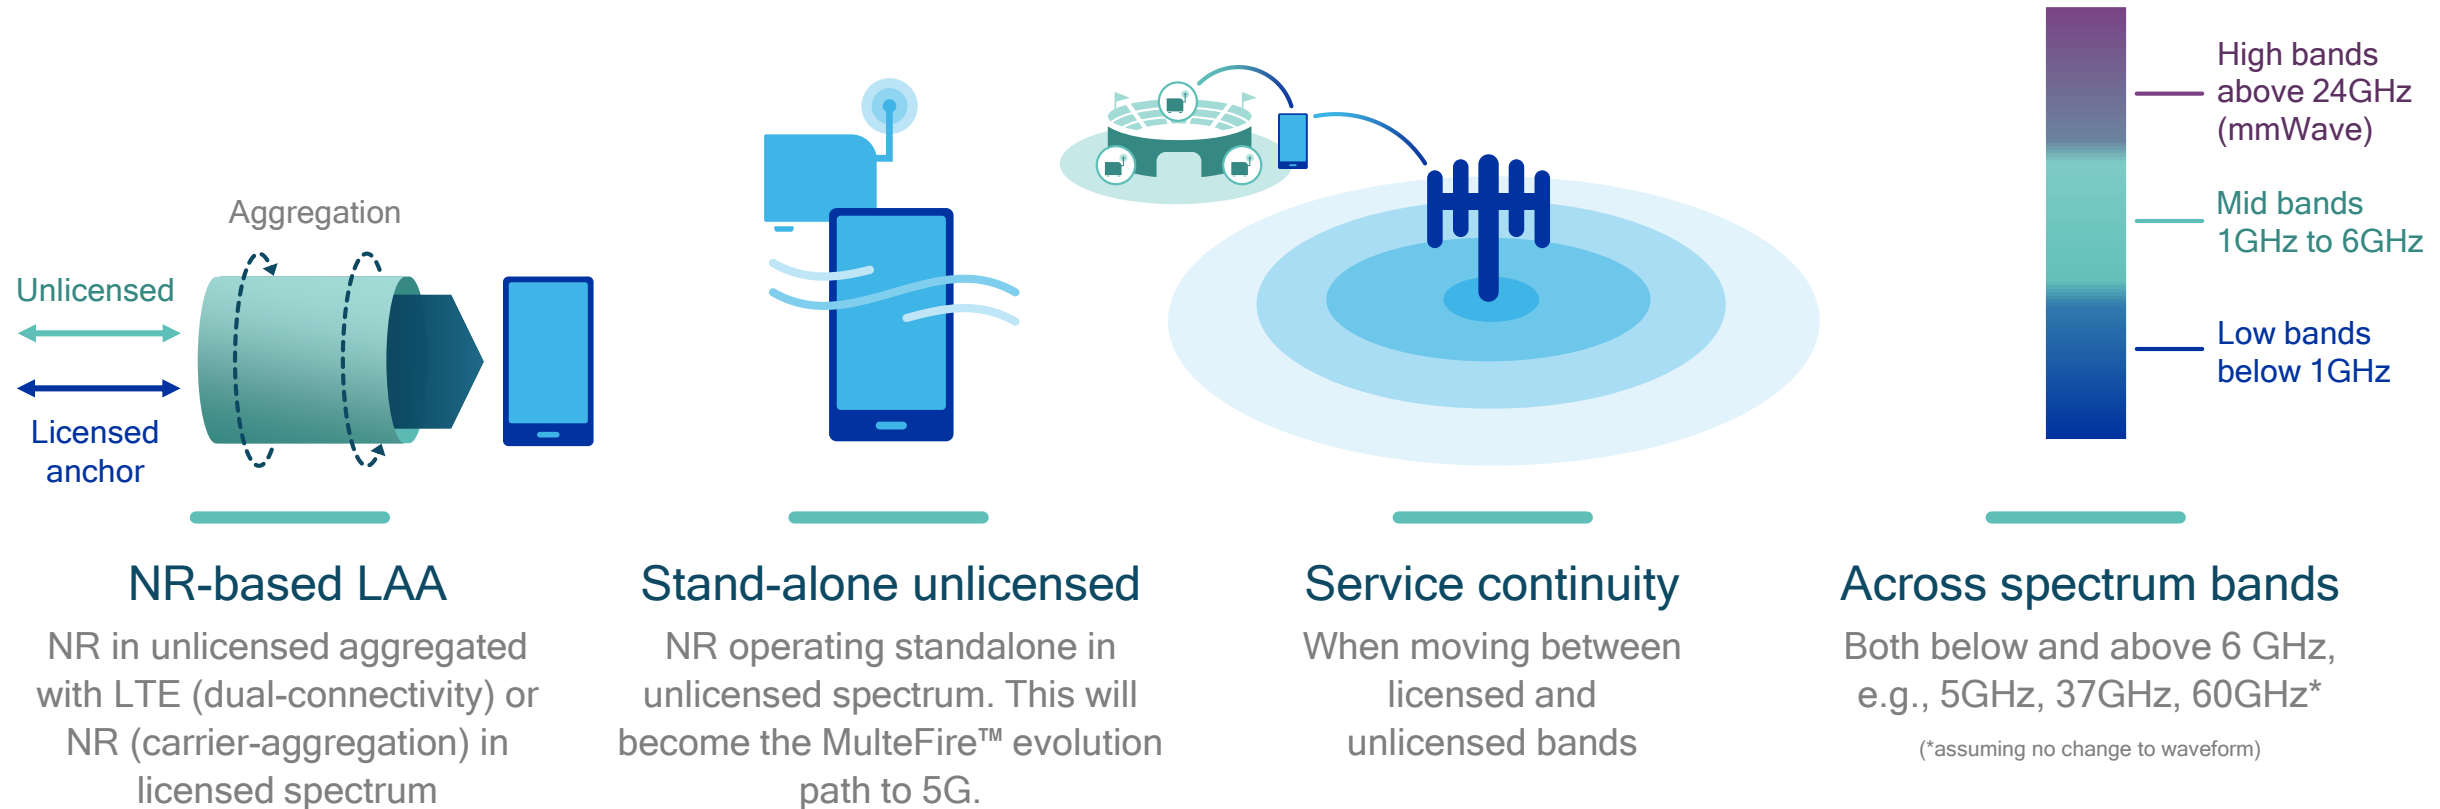 Aggregation
Unlicensed
Licensed
anchor
NR-based LAA
NR in unlicensed aggregated
with LTE (dual-connectivity) or
NR (carrier-aggregation) in
licensed spectrum
Stand-alone unlicensed
NR operating standalone in
unlicensed spectrum. This will
become the MulteFire™ evolution
path to 5G.
Service continuity
When moving between
licensed and
unlicensed bands
High bands
above 24GHz
(mmWave)
Mid bands
1GHz to 6GHz
Low bands
below 1GHz
Across spectrum bands
Both below and above 6 GHz,
e.g., 5GHz, 37GHz, 60GHz*
(*assuming no change to waveform)